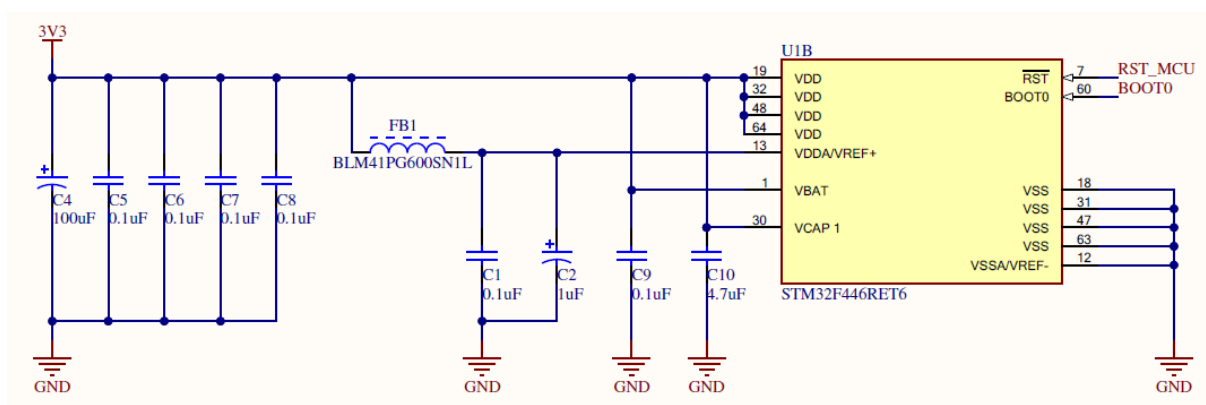 3V3
U1B
19 VDD
RST 7 RST_MCU
32 VDD
BOOT0 60 BOOT0
48 VDD
64 VDD
FB1
13 VDDA/VREF+
BLM41PG600SN1L
1 VBAT
VSS 18
C4
100uF
C5
0.1uF
C6
0.1uF
C7
0.1uF
C8
0.1uF
VSS 31
30 VCAP 1
VSS 47
VSS 63
VSSA/VREF- 12
C1
0.1uF
C2
1uF
C9
0.1uF
C10
4.7uF
STM32F446RET6
GND
GND
GND
GND
GND